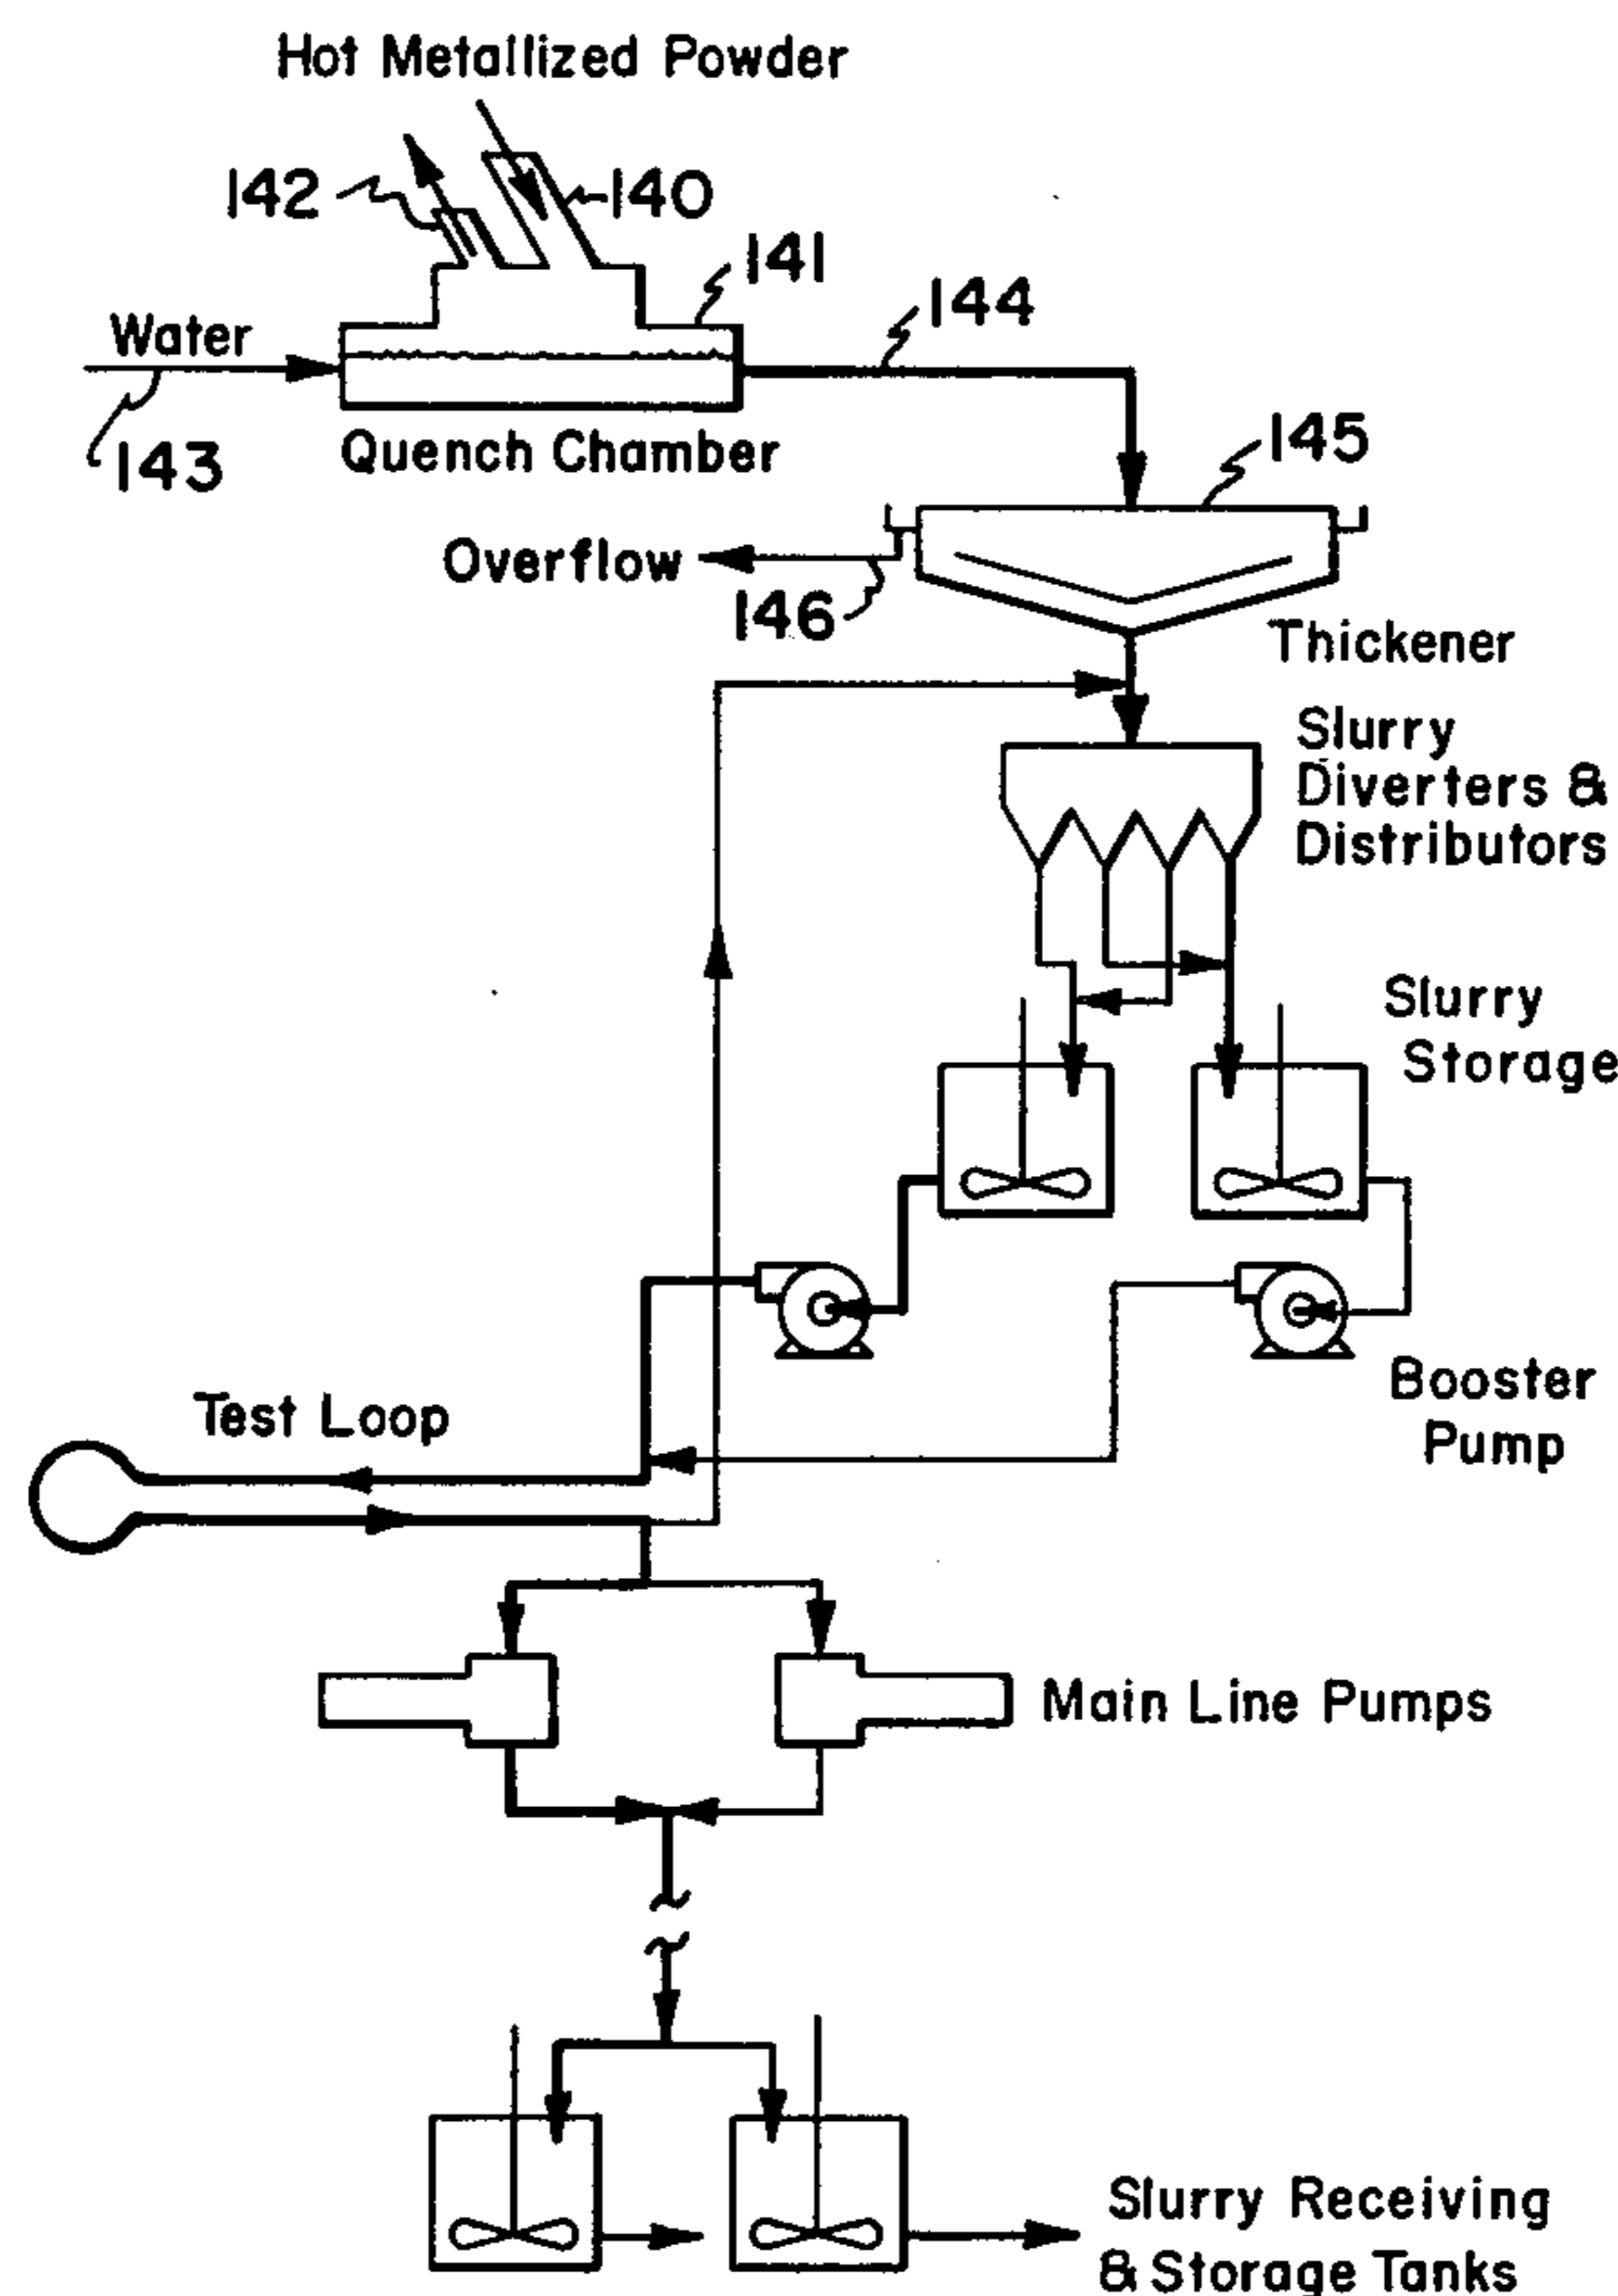 Hot Metallized Powder
142
140
141
144
Water
143
Quench Chamber
145
Overflow
146
Thickener
Slurry
Diverters &
Distributors
Slurry
Storage
Booster
Pump
Test Loop
Main Line Pumps
Slurry Receiving
& Storage Tanks